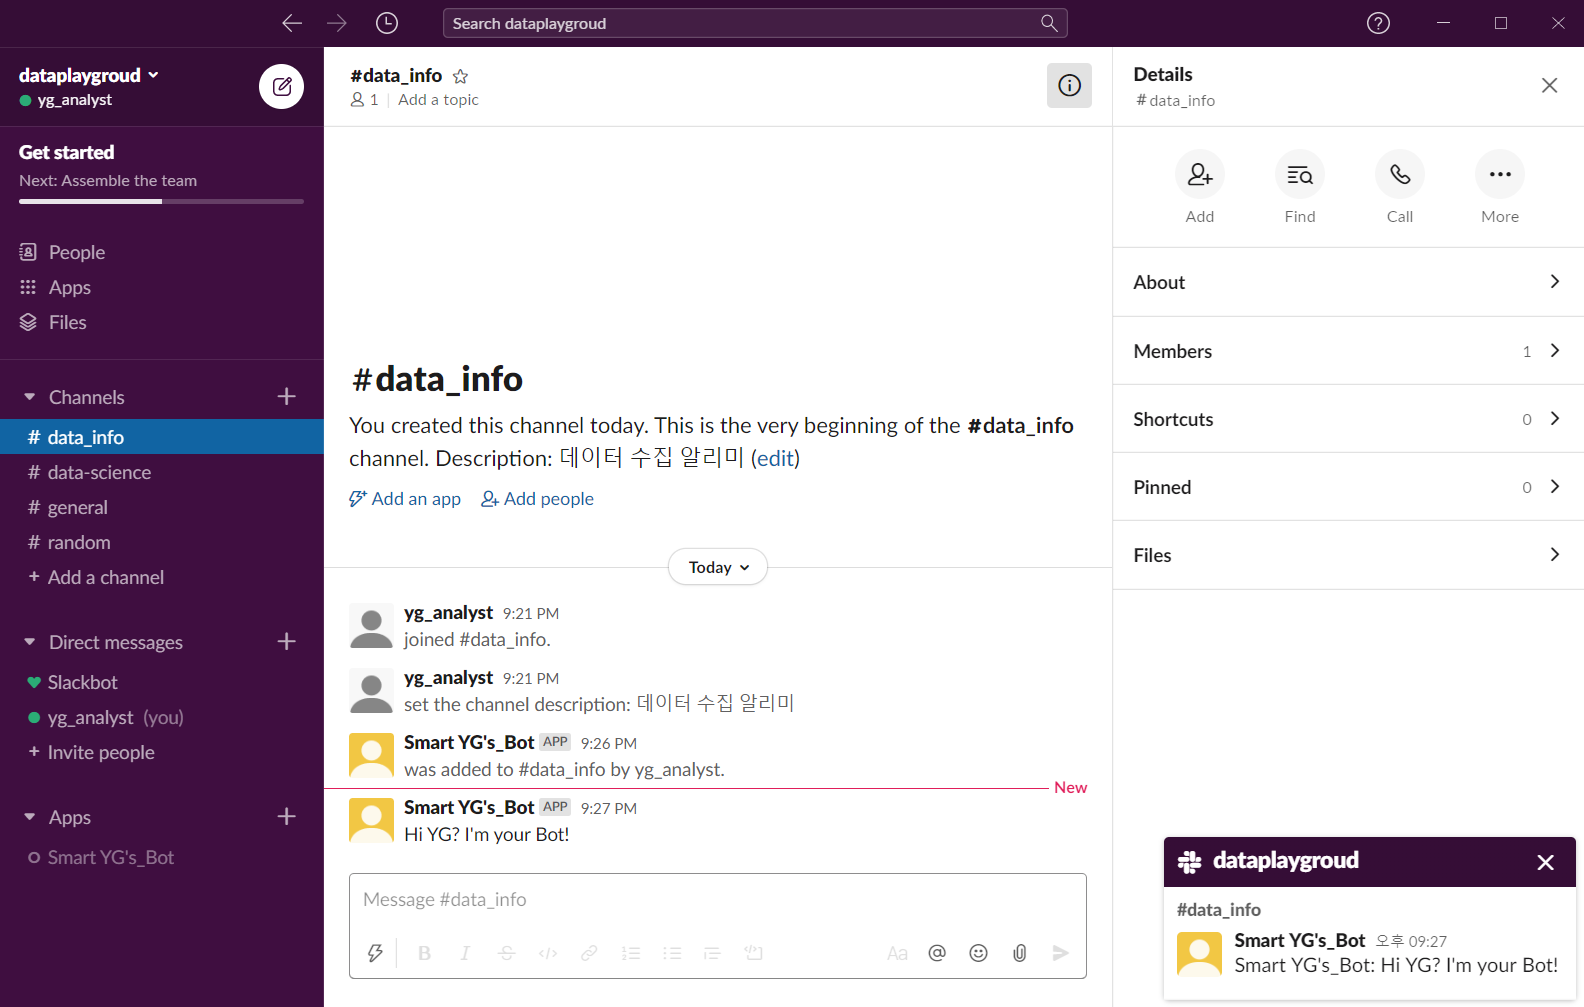 Search dataplaygroud
dataplaygroud
yg_analyst
Get started
Next: Assemble the team
People
Apps
Files
Channels
# data_info
# data-science
# general
# random
+ Add a channel
Direct messages
Slackbot
yg_analyst (you)
+ Invite people
Apps
Smart YG's_Bot
#data_info
1 | Add a topic
#data_info
You created this channel today. This is the very beginning of the #data_info
channel. Description: 데이터 수집 알리미 (edit)
Add an app Add people
Today
yg_analyst 9:21 PM
joined #data_info.
yg_analyst 9:21 PM
set the channel description: 데이터 수집 알리미
Smart YG's_Bot APP 9:26 PM
was added to #data_info by yg_analyst.
New
Smart YG's_Bot APP 9:27 PM
Hi YG? I'm your Bot!
Message #data_info
B I S Aa @
Details
# data_info
Add Find Call More
About
Members 1
Shortcuts 0
Pinned 0
Files
dataplaygroud
#data_info
Smart YG's_Bot 오후 09:27
Smart YG's_Bot: Hi YG? I'm your Bot!